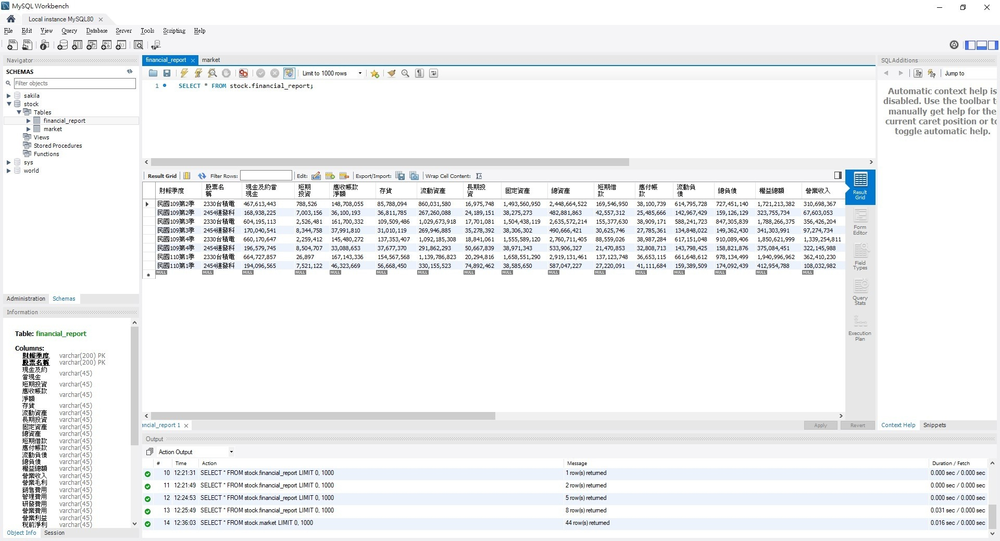 MySQL Workbench
Local instance MySQL80
File Edit View Query Database Server Tools Scripting Help
Navigator
SCHEMAS
Filter objects
sakila
stock
Tables
financial_report
market
Views
Stored Procedures
Functions
sys
world
Administration Schemas
Information
Table: financial_report
Columns:
財報季度 varchar(200) PK
股票名稱 varchar(200) PK
現金及約
當現金 varchar(45)
短期投資 varchar(45)
應收帳款
淨額 varchar(45)
存貨 varchar(45)
流動資產 varchar(45)
長期投資 varchar(45)
固定資產 varchar(45)
總資產 varchar(45)
短期借款 varchar(45)
應付帳款 varchar(45)
流動負債 varchar(45)
總負債 varchar(45)
權益總額 varchar(45)
營業收入 varchar(45)
營業毛利 varchar(45)
銷售費用 varchar(45)
管理費用 varchar(45)
研發費用 varchar(45)
營業費用 varchar(45)
營業利益 varchar(45)
稅前淨利 varchar(45)
Object Info Session
financial_report market
Limit to 1000 rows
1 SELECT * FROM stock.financial_report;
Result Grid Filter Rows: Edit: Export/Import: Wrap Cell Content:
財報季度 股票名稱 現金及約當現金 短期投資 應收帳款淨額 存貨 流動資產 長期投資 固定資產 總資產 短期借款 應付帳款 流動負債 總負債 權益總額 營業收入
民國109第2季 2330台積電 467,613,443 788,526 148,708,055 85,788,094 860,031,580 16,975,748 1,493,560,950 2,448,664,522 169,546,950 38,100,739 614,795,728 727,451,140 1,721,213,382 310,698,367
民國109第2季 2454連發科 168,938,225 7,003,156 36,100,193 36,811,785 267,260,088 24,189,151 38,275,273 482,881,863 42,557,312 25,485,666 142,967,429 159,126,129 323,755,734 67,603,053
民國109第3季 2330台積電 604,195,113 2,526,481 161,700,332 109,509,486 1,029,673,918 17,701,081 1,504,438,119 2,635,572,214 155,377,630 38,909,171 588,241,723 847,305,839 1,788,266,375 356,426,204
民國109第3季 2454連發科 170,040,541 8,344,758 37,991,810 31,010,119 269,946,885 35,278,392 38,306,302 490,666,421 30,625,746 27,785,361 134,848,022 149,362,430 341,303,991 97,274,734
民國109第4季 2330台積電 660,170,647 2,259,412 145,480,272 137,353,407 1,092,185,308 18,841,061 1,555,589,120 2,760,711,405 88,559,026 38,987,284 617,151,048 910,089,406 1,850,621,999 1,339,254,811
民國109第4季 2454連發科 196,579,745 8,504,707 33,088,653 37,677,370 291,862,293 50,667,839 38,971,343 533,906,327 21,470,853 32,808,713 143,798,425 158,821,876 375,084,451 322,145,988
民國110第1季 2330台積電 664,727,857 26,897 167,143,336 154,567,568 1,139,786,823 20,294,816 1,658,551,290 2,919,131,461 137,123,748 36,653,115 661,648,612 978,134,499 1,940,996,962 362,410,230
民國110第1季 2454連發科 194,096,565 7,521,122 46,323,669 56,668,450 330,155,523 74,892,462 38,585,650 587,047,227 27,220,091 41,111,684 159,389,509 174,092,439 412,954,788 108,032,982
NULL NULL NULL NULL NULL NULL NULL NULL NULL NULL NULL NULL NULL NULL NULL NULL
Result
Grid
Form
Editor
Field
Types
Query
Stats
Execution
Plan
ancial_report 1
Apply Revert
Output
Action Output
# Time Action Message Duration / Fetch
10 12:21:31 SELECT * FROM stock.financial_report LIMIT 0, 1000 1 row(s) returned 0.000 sec / 0.000 sec
11 12:21:49 SELECT * FROM stock.financial_report LIMIT 0, 1000 2 row(s) returned 0.000 sec / 0.000 sec
12 12:24:53 SELECT * FROM stock.financial_report LIMIT 0, 1000 5 row(s) returned 0.000 sec / 0.000 sec
13 12:25:49 SELECT * FROM stock.financial_report LIMIT 0, 1000 8 row(s) returned 0.031 sec / 0.000 sec
14 12:36:03 SELECT * FROM stock.market LIMIT 0, 1000 44 row(s) returned 0.016 sec / 0.000 sec
SQLAdditions
Jump to
Automatic context help is
disabled. Use the toolbar t
manually get help for the
current caret position or to
toggle automatic help.
Context Help Snippets